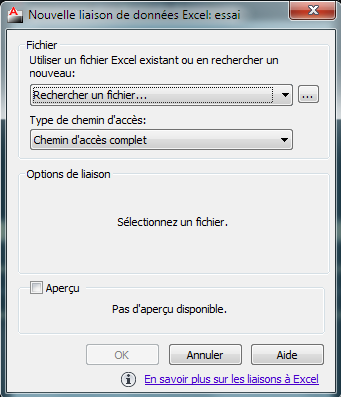 Nouvelle liaison de données Excel: essai
Fichier
Utiliser un fichier Excel existant ou en rechercher un
nouveau:
Rechercher un fichier...
...
Type de chemin d'accès:
Chemin d'accès complet
Options de liaison
Sélectionnez un fichier.
Aperçu
Pas d'aperçu disponible.
OK
Annuler
Aide
En savoir plus sur les liaisons à Excel